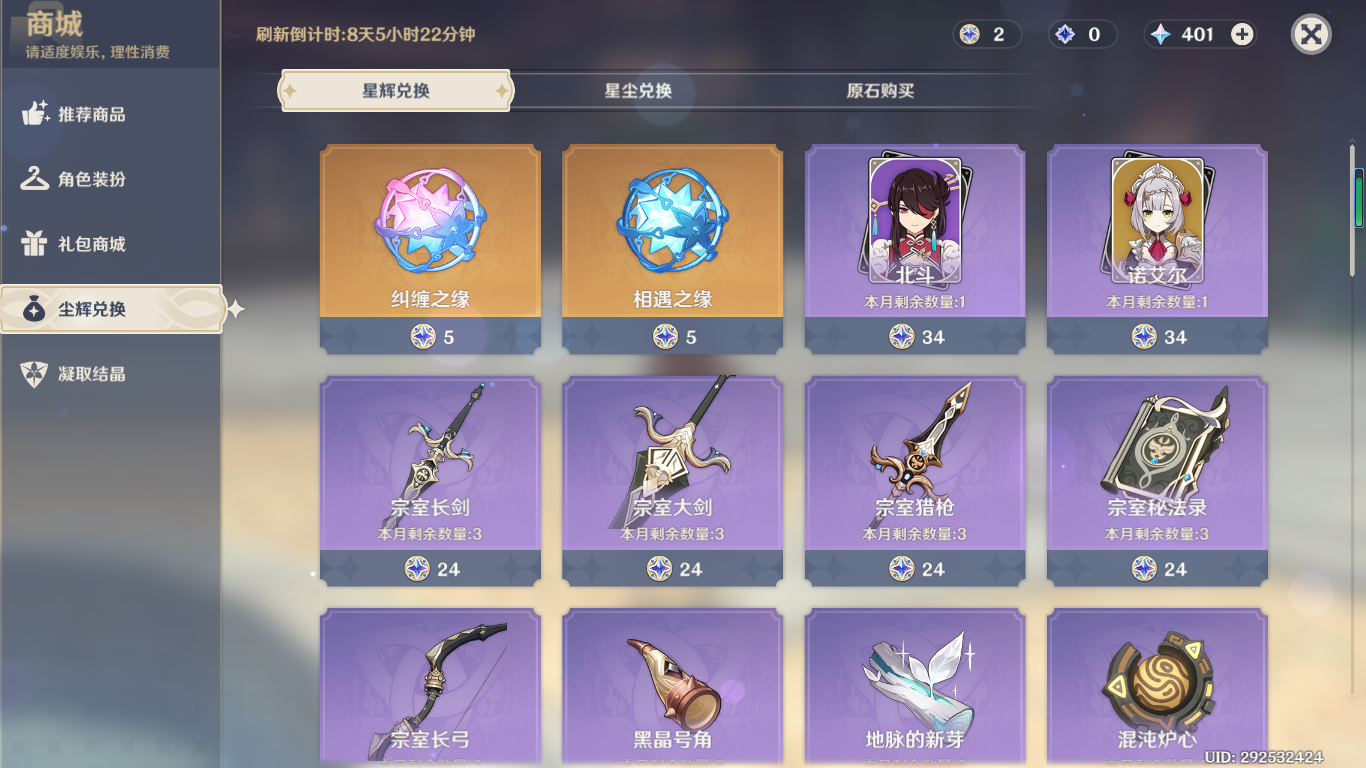 商城
请适度娱乐，理性消费
推荐商品
角色装扮
礼包商城
尘辉兑换
凝取结晶
刷新倒计时:8天5小时22分钟
2
0
401
星辉兑换
星尘兑换
原石购买
纠缠之缘
5
相遇之缘
5
北斗
本月剩余数量:1
34
诺艾尔
本月剩余数量:1
34
宗室长剑
本月剩余数量:3
24
宗室大剑
本月剩余数量:3
24
宗室猎枪
本月剩余数量:3
24
宗室秘法录
本月剩余数量:3
24
宗室长弓
黑晶号角
地脉的新芽
混沌炉心
UID: 292532424